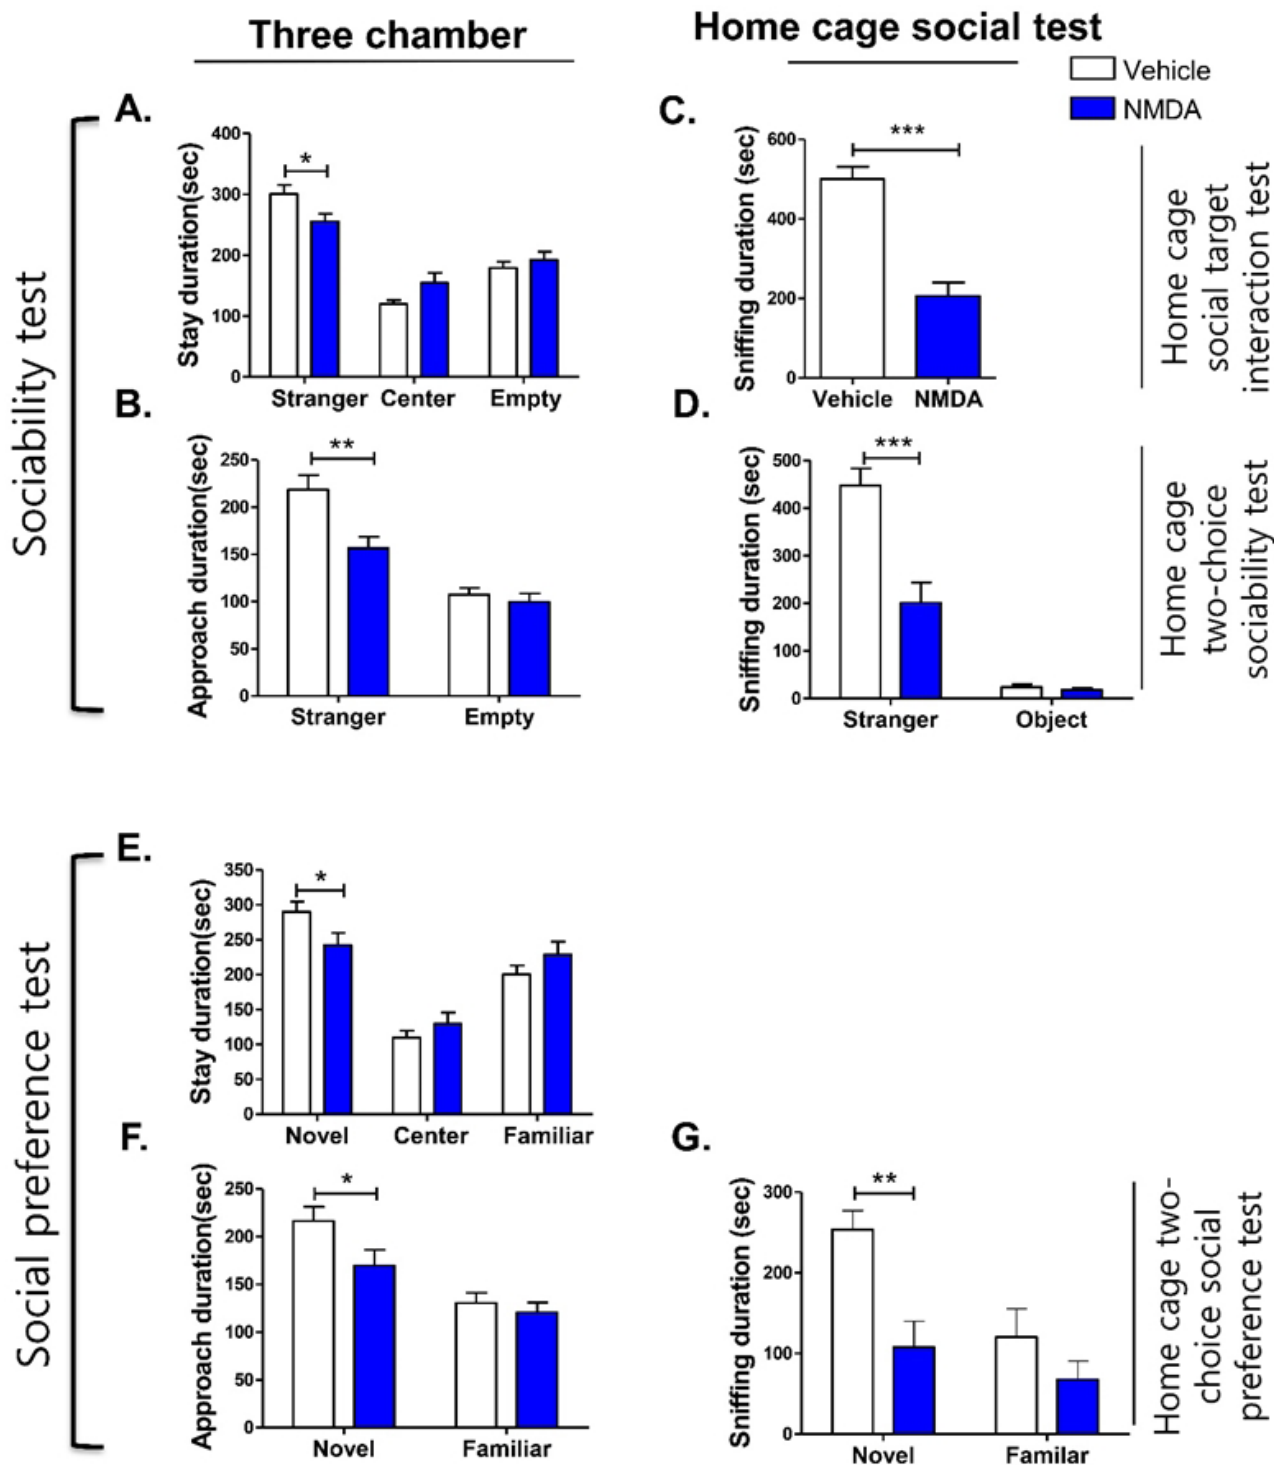 Three chamber
Home cage social test
Vehicle
NMDA
Sociability test
A.
Stay duration(sec)
400
300
200
100
0
*
Stranger Center Empty
B.
Approach duration(sec)
250
200
150
100
50
0
**
Stranger Empty
C.
Sniffing duration (sec)
600
400
200
0
***
Vehicle NMDA
Home cage
social target
interaction test
D.
Sniffing duration (sec)
500
400
300
200
100
0
***
Stranger Object
Home cage
two-choice
sociability test
Social preference test
E.
Stay duration(sec)
350
300
250
200
150
100
50
0
*
Novel Center Familiar
F.
Approach duration(sec)
250
200
150
100
50
0
*
Novel Familiar
G.
Sniffing duration (sec)
300
200
100
0
**
Novel Familar
Home cage two-
choice social
preference test